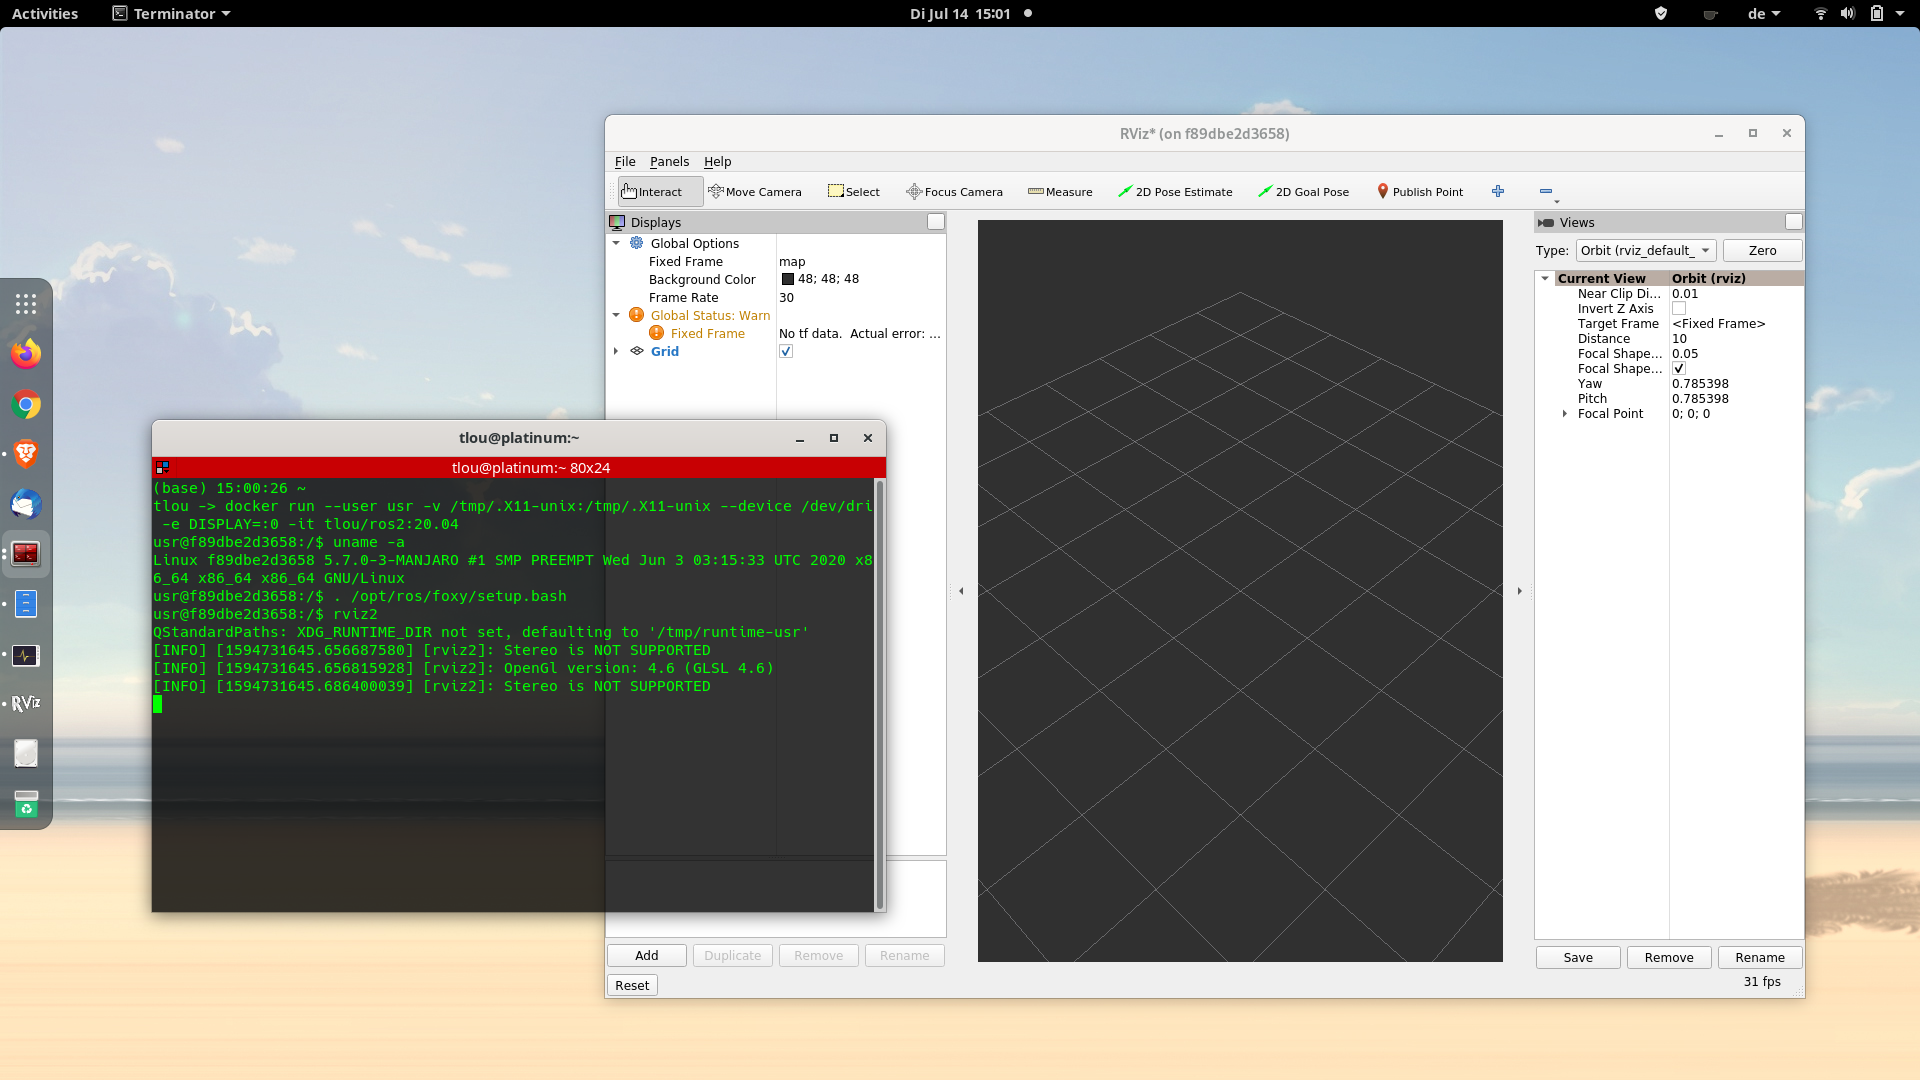 Activities
Terminator
Di Jul 14 15:01
de
RViz* (on f89dbe2d3658)
File Panels Help
Interact Move Camera Select Focus Camera Measure 2D Pose Estimate 2D Goal Pose Publish Point
Displays
Global Options
Fixed Frame map
Background Color 48; 48; 48
Frame Rate 30
Global Status: Warn
Fixed Frame No tf data. Actual error: ...
Grid
Add Duplicate Remove Rename
Reset
Views
Type: Orbit (rviz_default_ Zero
Current View Orbit (rviz)
Near Clip Di... 0.01
Invert Z Axis
Target Frame <Fixed Frame>
Distance 10
Focal Shape... 0.05
Focal Shape...
Yaw 0.785398
Pitch 0.785398
Focal Point 0; 0; 0
Save Remove Rename
31 fps
tlou@platinum:~
tlou@platinum:~ 80x24
(base) 15:00:26 ~
tlou -> docker run --user usr -v /tmp/.X11-unix:/tmp/.X11-unix --device /dev/dri
-e DISPLAY=:0 -it tlou/ros2:20.04
usr@f89dbe2d3658:/$ uname -a
Linux f89dbe2d3658 5.7.0-3-MANJARO #1 SMP PREEMPT Wed Jun 3 03:15:33 UTC 2020 x8
6_64 x86_64 x86_64 GNU/Linux
usr@f89dbe2d3658:/$ . /opt/ros/foxy/setup.bash
usr@f89dbe2d3658:/$ rviz2
QStandardPaths: XDG_RUNTIME_DIR not set, defaulting to '/tmp/runtime-usr'
[INFO] [1594731645.656687580] [rviz2]: Stereo is NOT SUPPORTED
[INFO] [1594731645.656815928] [rviz2]: OpenGl version: 4.6 (GLSL 4.6)
[INFO] [1594731645.686400039] [rviz2]: Stereo is NOT SUPPORTED
RViz